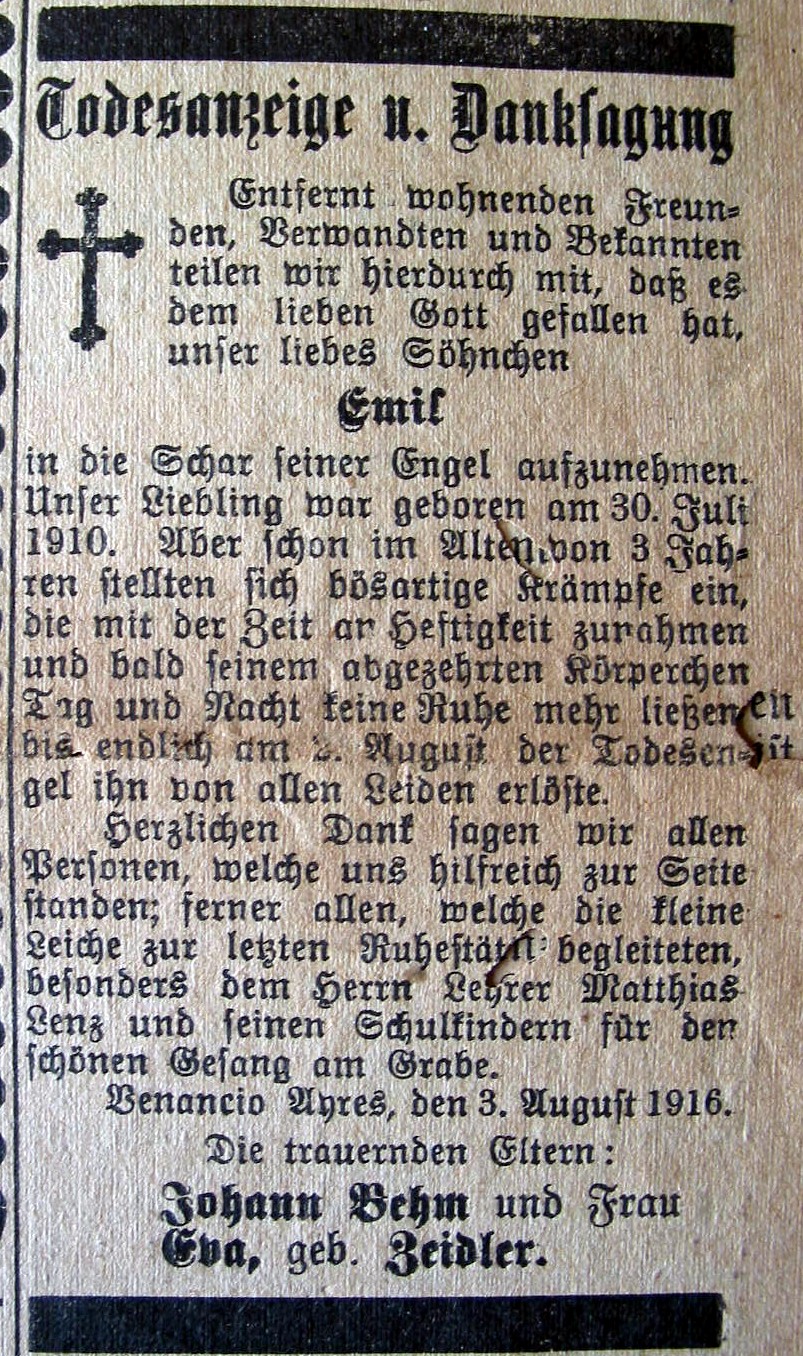 Todesanzeige u. Dankſagung
Entfernt wohnenden Freun-
den, Verwandten und Bekannten
teilen wir hierdurch mit, daß es
dem lieben Gott gefallen hat,
unſer liebes Söhnchen
Emil
in die Schar ſeiner Engel aufzunehmen.
Unſer Liebling war geboren am 30. Juli
1910. Aber ſchon im Alter von 3 Jah-
ren ſtellten ſich bösartige Krämpfe ein,
die mit der Zeit an Heftigkeit zunahmen
und bald ſeinem abgezehrten Körperchen
Tag und Nacht keine Ruhe mehr ließen
bis endlich am Auguſt der Todesen-
gel ihn von allen Leiden erlöſte.
Herzlichen Dank ſagen wir allen
Perſonen, welche uns hilfreich zur Seite
ſtanden; ferner allen, welche die kleine
Leiche zur letzten Ruheſtätte begleiteten,
beſonders dem Herrn Lehrer Matthias
Lenz und ſeinen Schulkindern für den
ſchönen Geſang am Grabe.
Venancio Ayres, den 3. Auguſt 1916.
Die trauernden Eltern:
Johann Behm und Frau
Eva, geb. Zeidler.